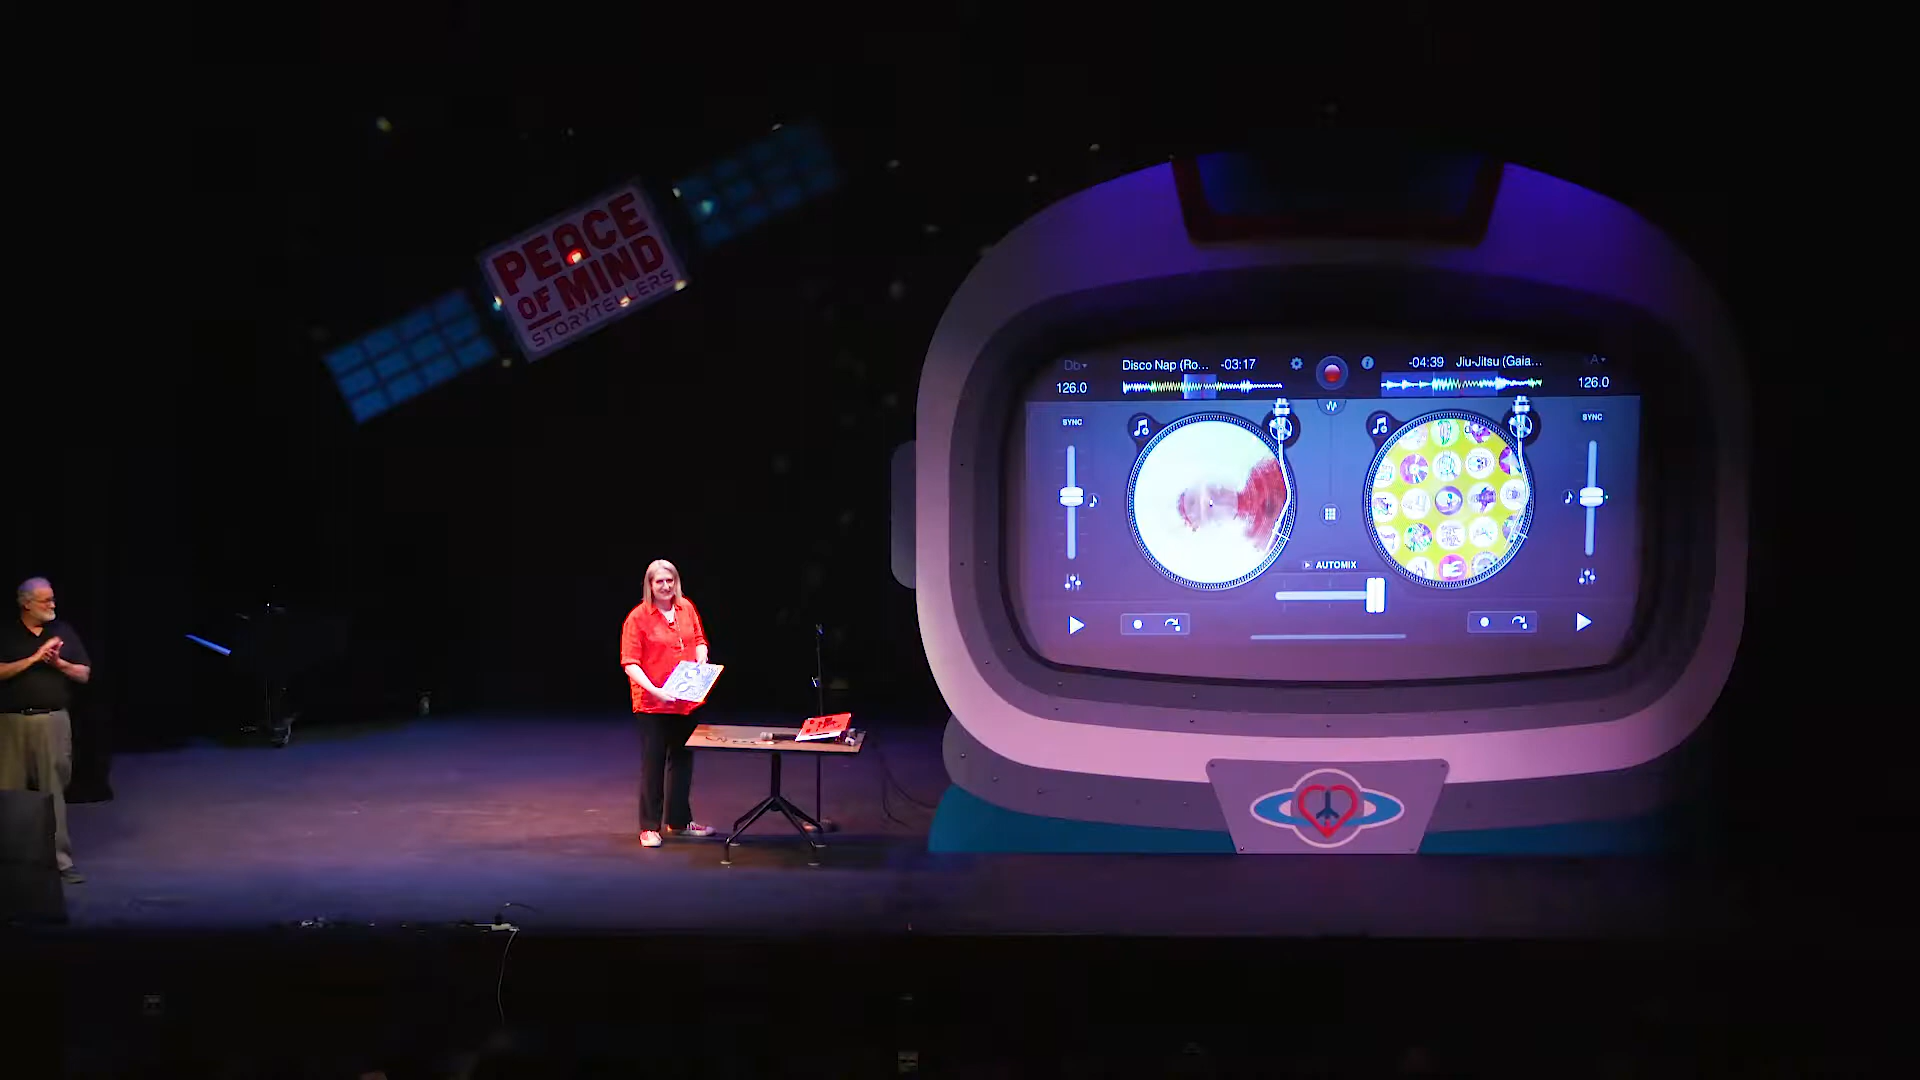 PEACE
OF MIND
STORYTELLERS
Db
Disco Nap (Ro... -03:17
-04:39 Jiu-Jitsu (Gaia...
A
126.0
126.0
SYNC
SYNC
AUTOMIX